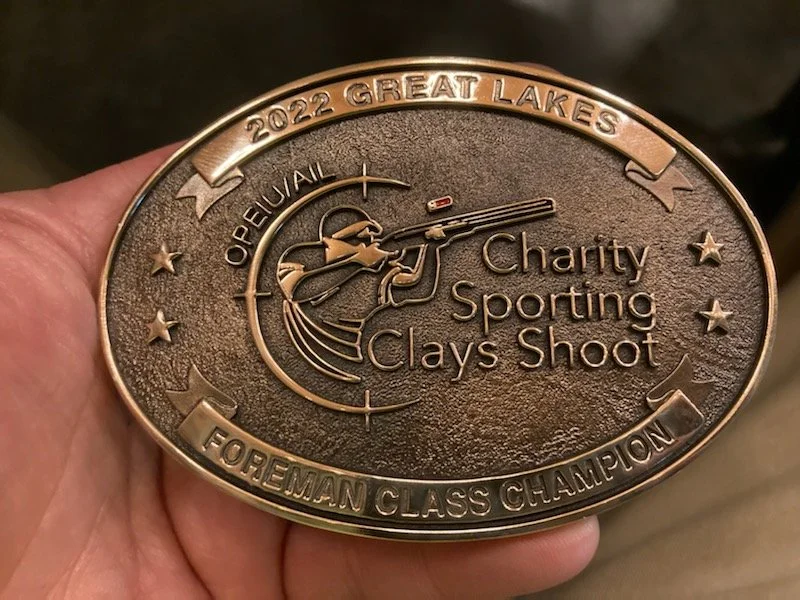 2022 GREAT LAKES
OPEIU/AIL
Charity
Sporting
Clays Shoot
FOREMAN CLASS CHAMPION